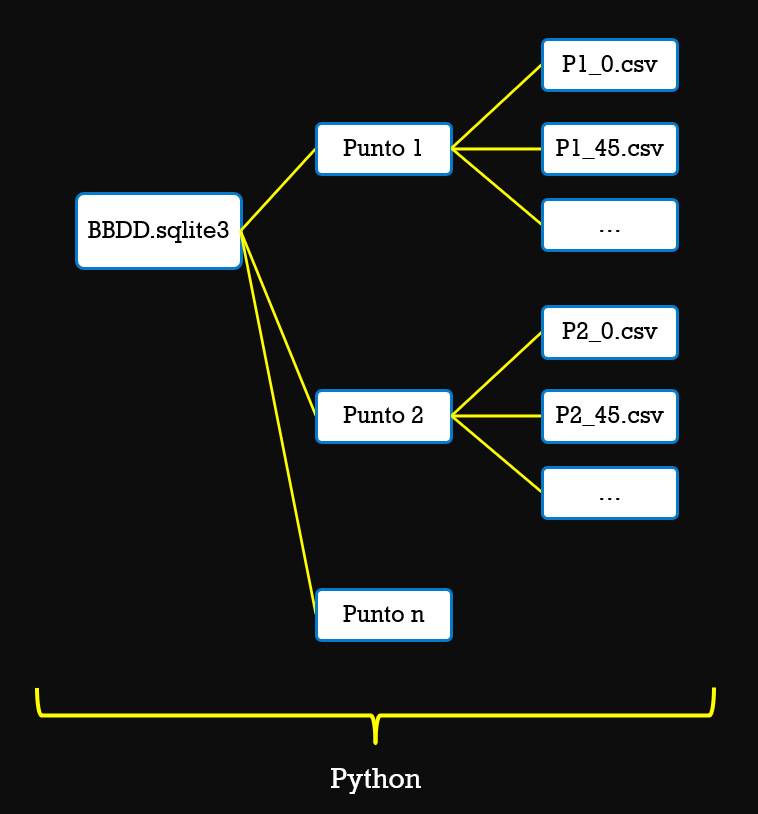 P1_0.csv
Punto 1
P1_45.csv
BBDD.sqlite3
...
P2_0.csv
Punto 2
P2_45.csv
...
Punto n
Python